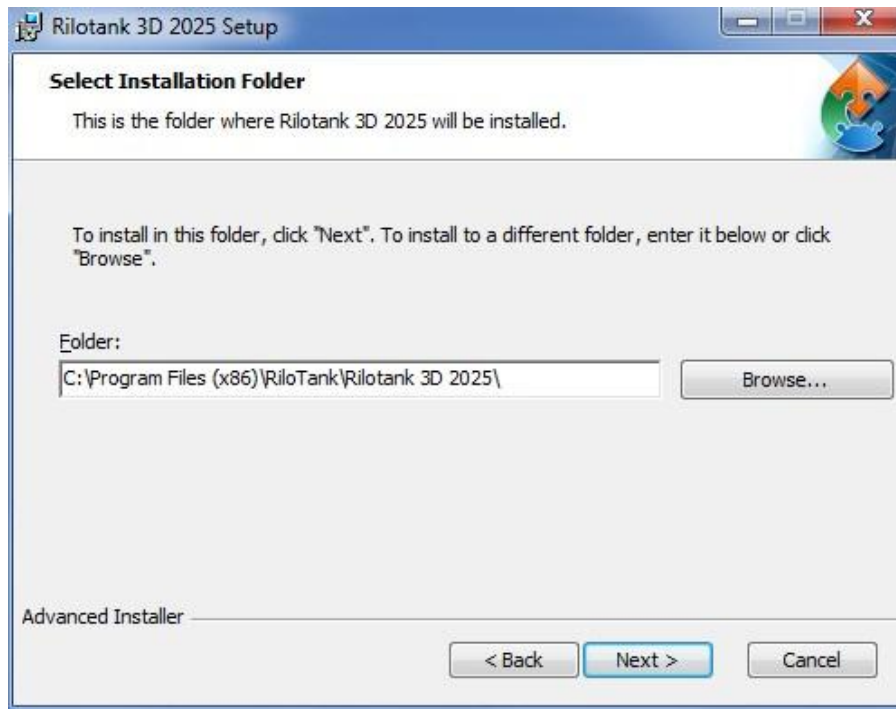 Rilotank 3D 2025 Setup
Select Installation Folder
This is the folder where Rilotank 3D 2025 will be installed.
To install in this folder, click "Next". To install to a different folder, enter it below or click
"Browse".
Folder:
C:\Program Files (x86)\RiloTank\Rilotank 3D 2025\
Browse...
Advanced Installer
< Back
Next >
Cancel